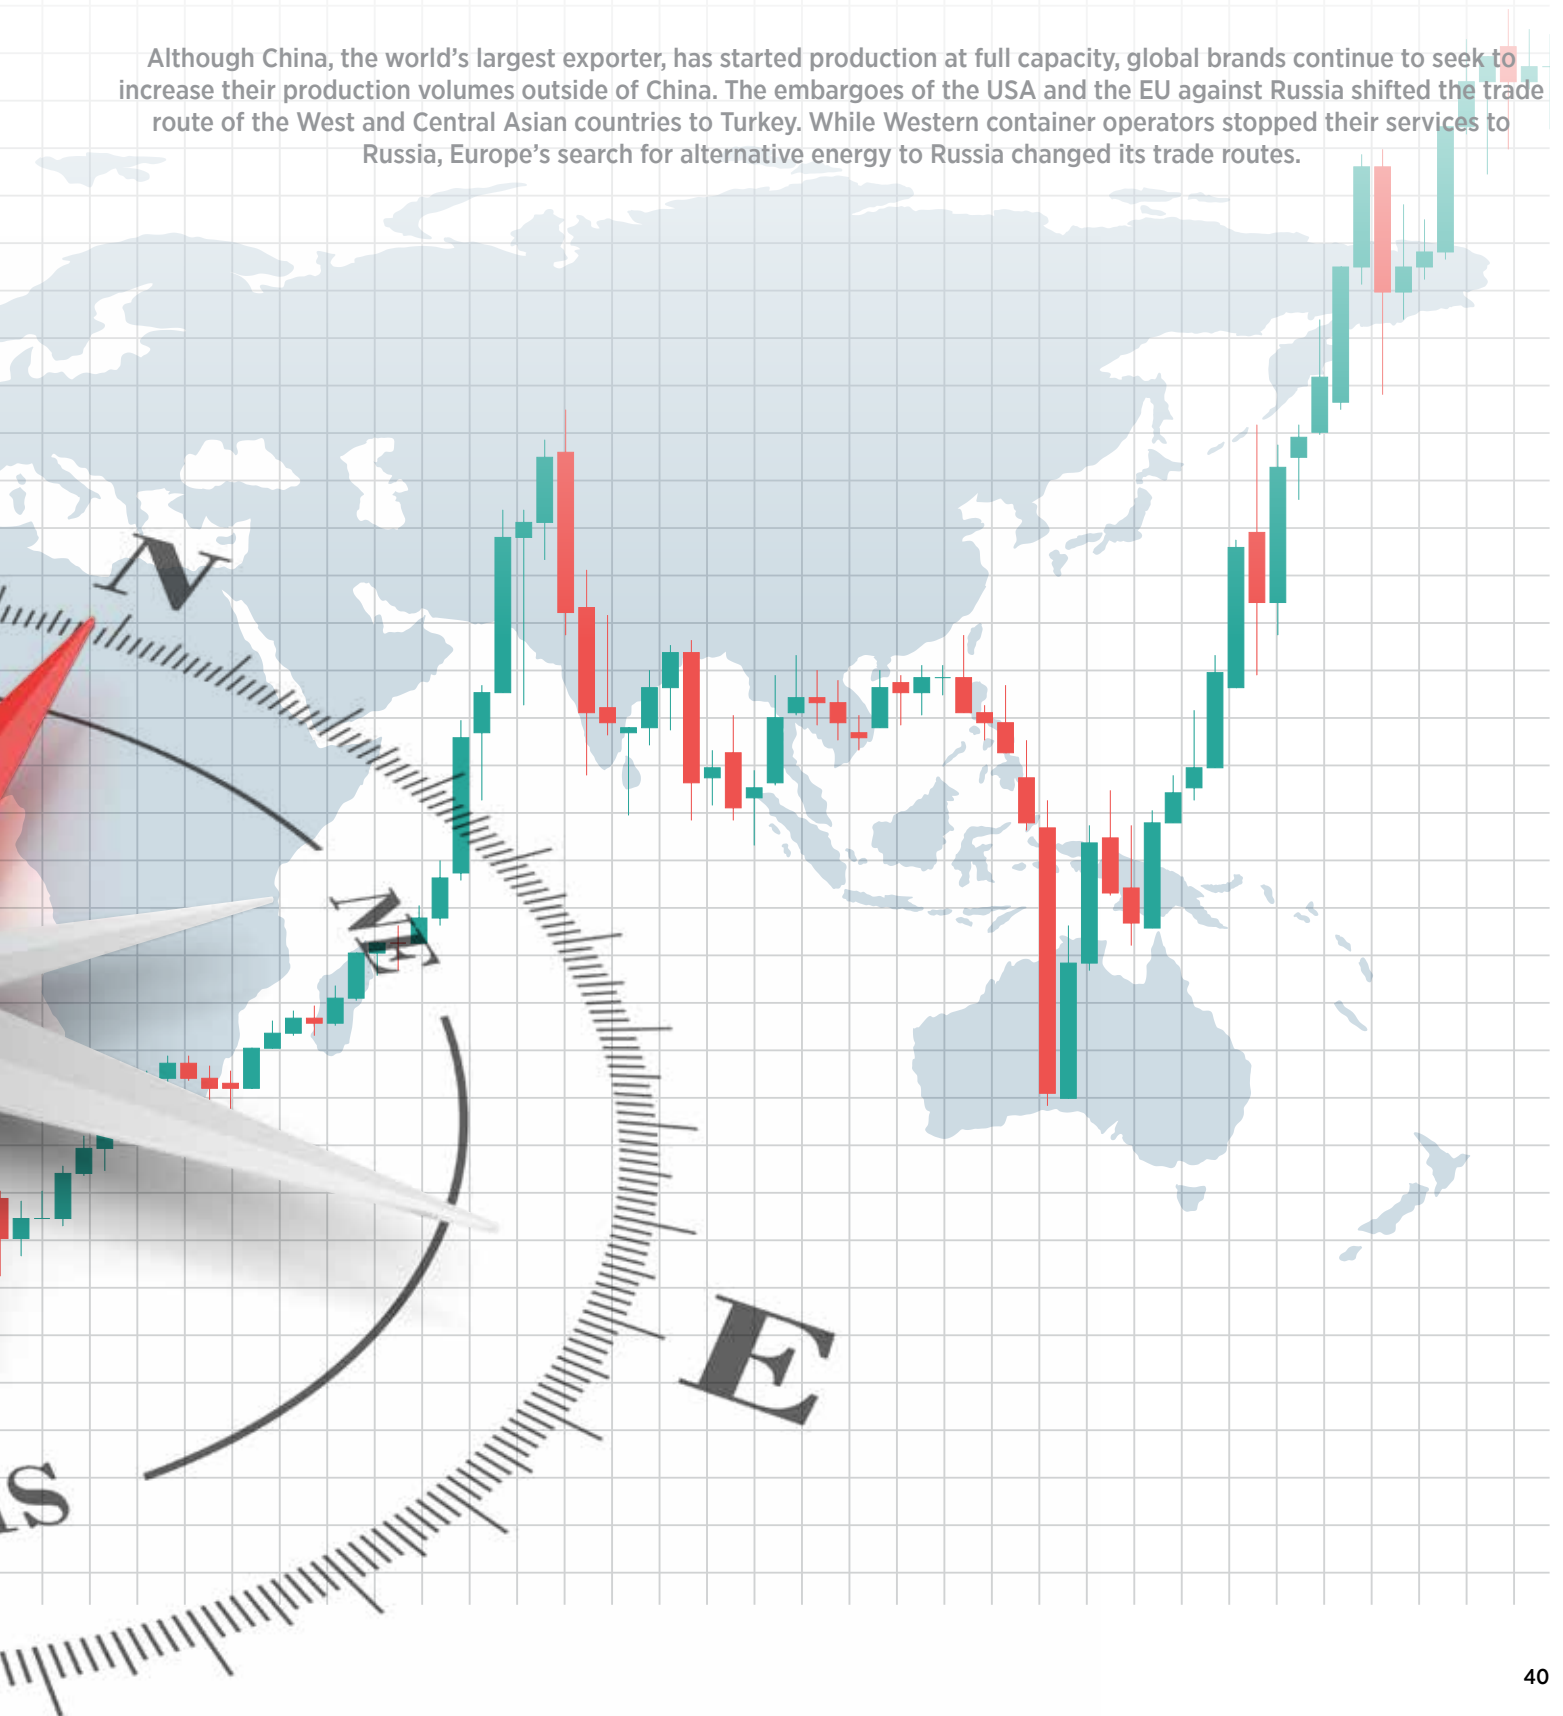 Although China, the world's largest exporter, has started production at full capacity, global brands continue to seek to
increase their production volumes outside of China. The embargoes of the USA and the EU against Russia shifted the trade
route of the West and Central Asian countries to Turkey. While Western container operators stopped their services to
Russia, Europe's search for alternative energy to Russia changed its trade routes.
N
NE
E
40